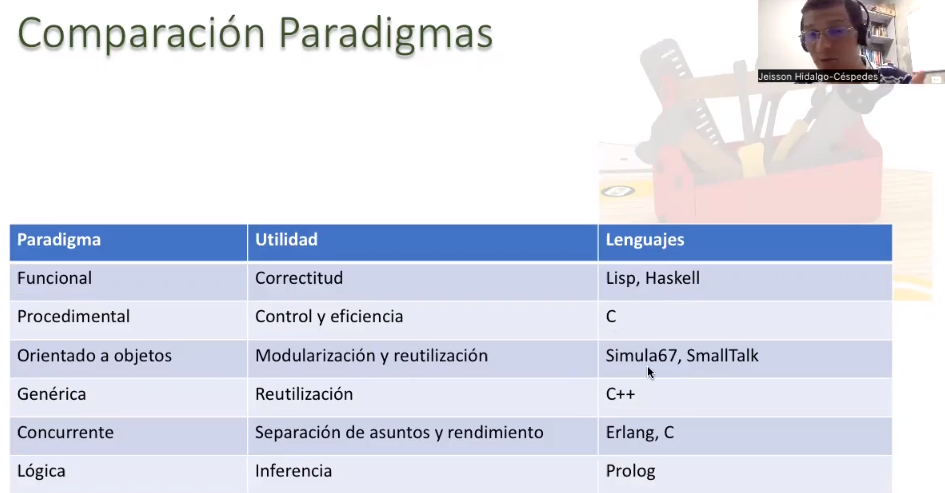 Comparación Paradigmas
Jeisson Hidalgo-Céspedes
Paradigma Utilidad Lenguajes
Funcional Correctitud Lisp, Haskell
Procedimental Control y eficiencia C
Orientado a objetos Modularización y reutilización Simula67, SmallTalk
Genérica Reutilización C++
Concurrente Separación de asuntos y rendimiento Erlang, C
Lógica Inferencia Prolog